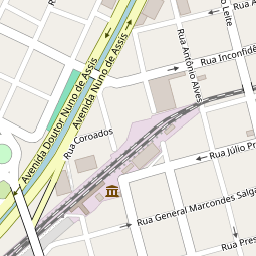 Leite
Rua Antônio Alves
Rua Inconfidê
Avenida Doutor Nuno de Assis
Avenida Nuno de Assis
Rua Coroados
Rua Júlio Pr
Rua General Marcondes Salga
Rua Pres